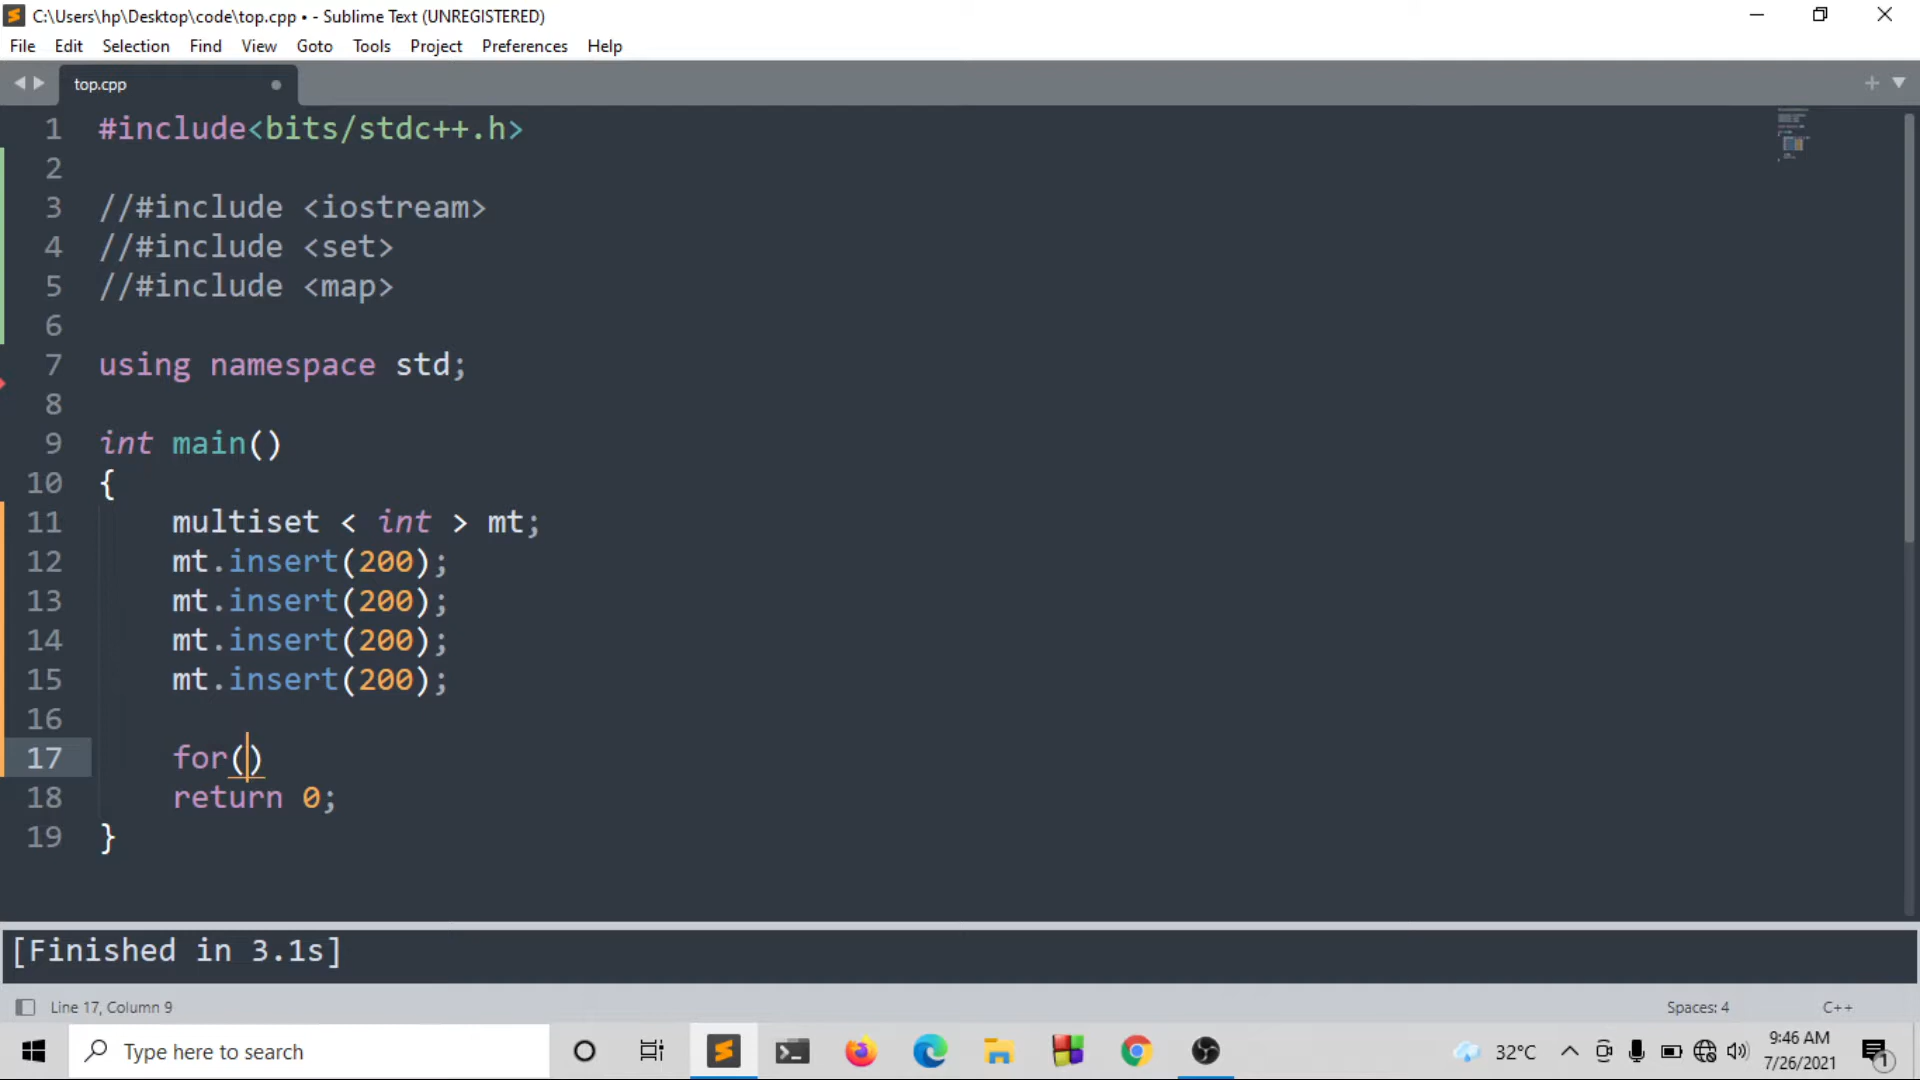 C:\Users\hp\Desktop\code\top.cpp • - Sublime Text (UNREGISTERED)
File Edit Selection Find View Goto Tools Project Preferences Help
top.cpp
1 #include<bits/stdc++.h>
2
3 //#include <iostream>
4 //#include <set>
5 //#include <map>
6
7 using namespace std;
8
9 int main()
10 {
11 multiset < int > mt;
12 mt.insert(200);
13 mt.insert(200);
14 mt.insert(200);
15 mt.insert(200);
16
17 for()
18 return 0;
19 }
[Finished in 3.1s]
Line 17, Column 9 Spaces: 4 C++
Type here to search 32°C 9:46 AM
7/26/2021 1